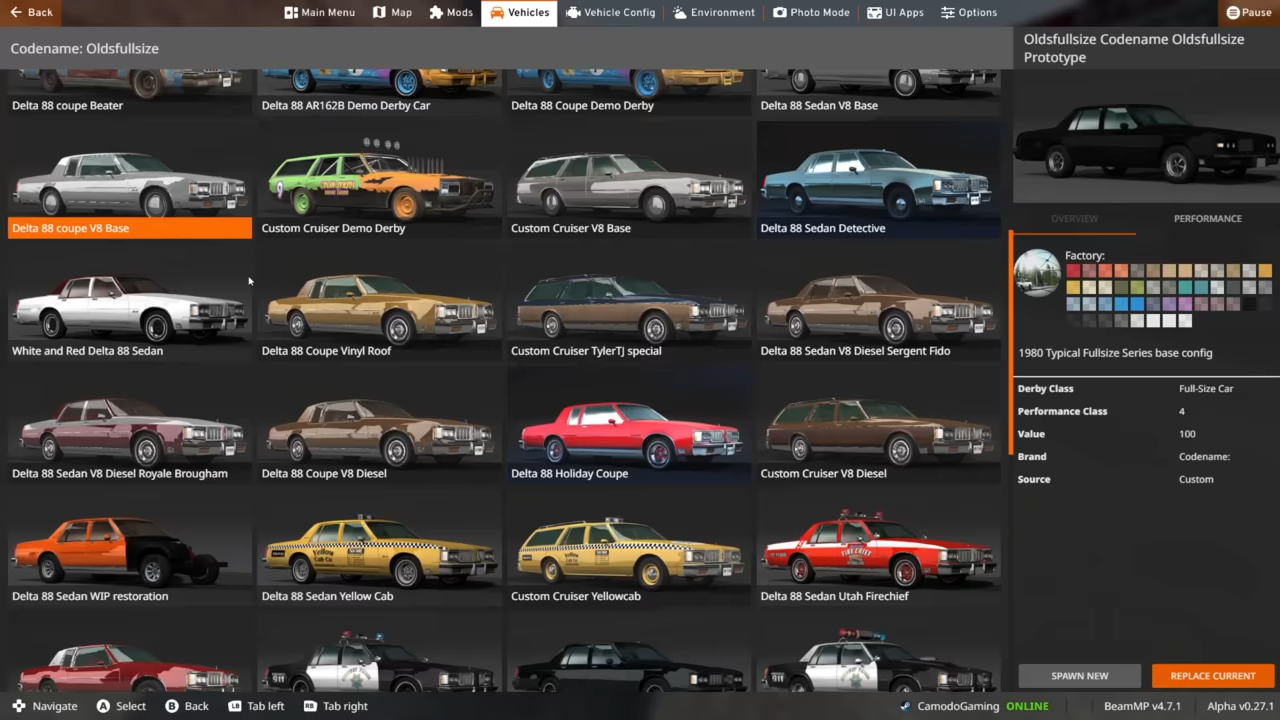 Back
Main Menu
Map
Mods
Vehicles
Vehicle Config
Environment
Photo Mode
UI Apps
Options
Pause
Codename: Oldsfullsize
Delta 88 coupe Beater
Delta 88 AR162B Demo Derby Car
Delta 88 Coupe Demo Derby
Delta 88 Sedan V8 Base
Delta 88 coupe V8 Base
Custom Cruiser Demo Derby
Custom Cruiser V8 Base
Delta 88 Sedan Detective
White and Red Delta 88 Sedan
Delta 88 Coupe Vinyl Roof
Custom Cruiser TylerTJ special
Delta 88 Sedan V8 Diesel Sergent Fido
Delta 88 Sedan V8 Diesel Royale Brougham
Delta 88 Coupe V8 Diesel
Delta 88 Holiday Coupe
Custom Cruiser V8 Diesel
Delta 88 Sedan WIP restoration
Delta 88 Sedan Yellow Cab
Custom Cruiser Yellowcab
Delta 88 Sedan Utah Firechief
Oldsfullsize Codename Oldsfullsize
Prototype
OVERVIEW
PERFORMANCE
Factory:
1980 Typical Fullsize Series base config
Derby Class Full-Size Car
Performance Class 4
Value 100
Brand Codename:
Source Custom
SPAWN NEW
REPLACE CURRENT
Navigate
A Select
B Back
LB Tab left
RB Tab right
CamodoGaming ONLINE
BeamMP v4.7.1
Alpha v0.27.1